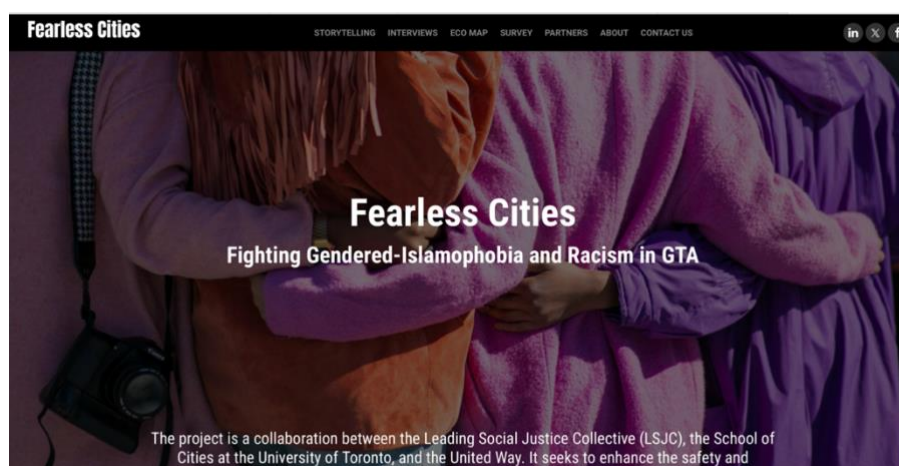 Fearless Cities
STORYTELLING INTERVIEWS ECO MAP SURVEY PARTNERS ABOUT CONTACT US
in X f
Fearless Cities
Fighting Gendered-Islamophobia and Racism in GTA
The project is a collaboration between the Leading Social Justice Collective (LSJC), the School of
Cities at the University of Toronto, and the United Way. It seeks to enhance the safety and